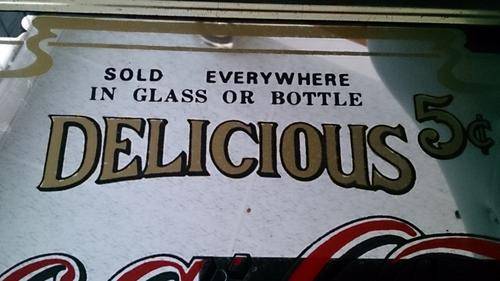 SOLD EVERYWHERE
IN GLASS OR BOTTLE
DELICIOUS 5¢